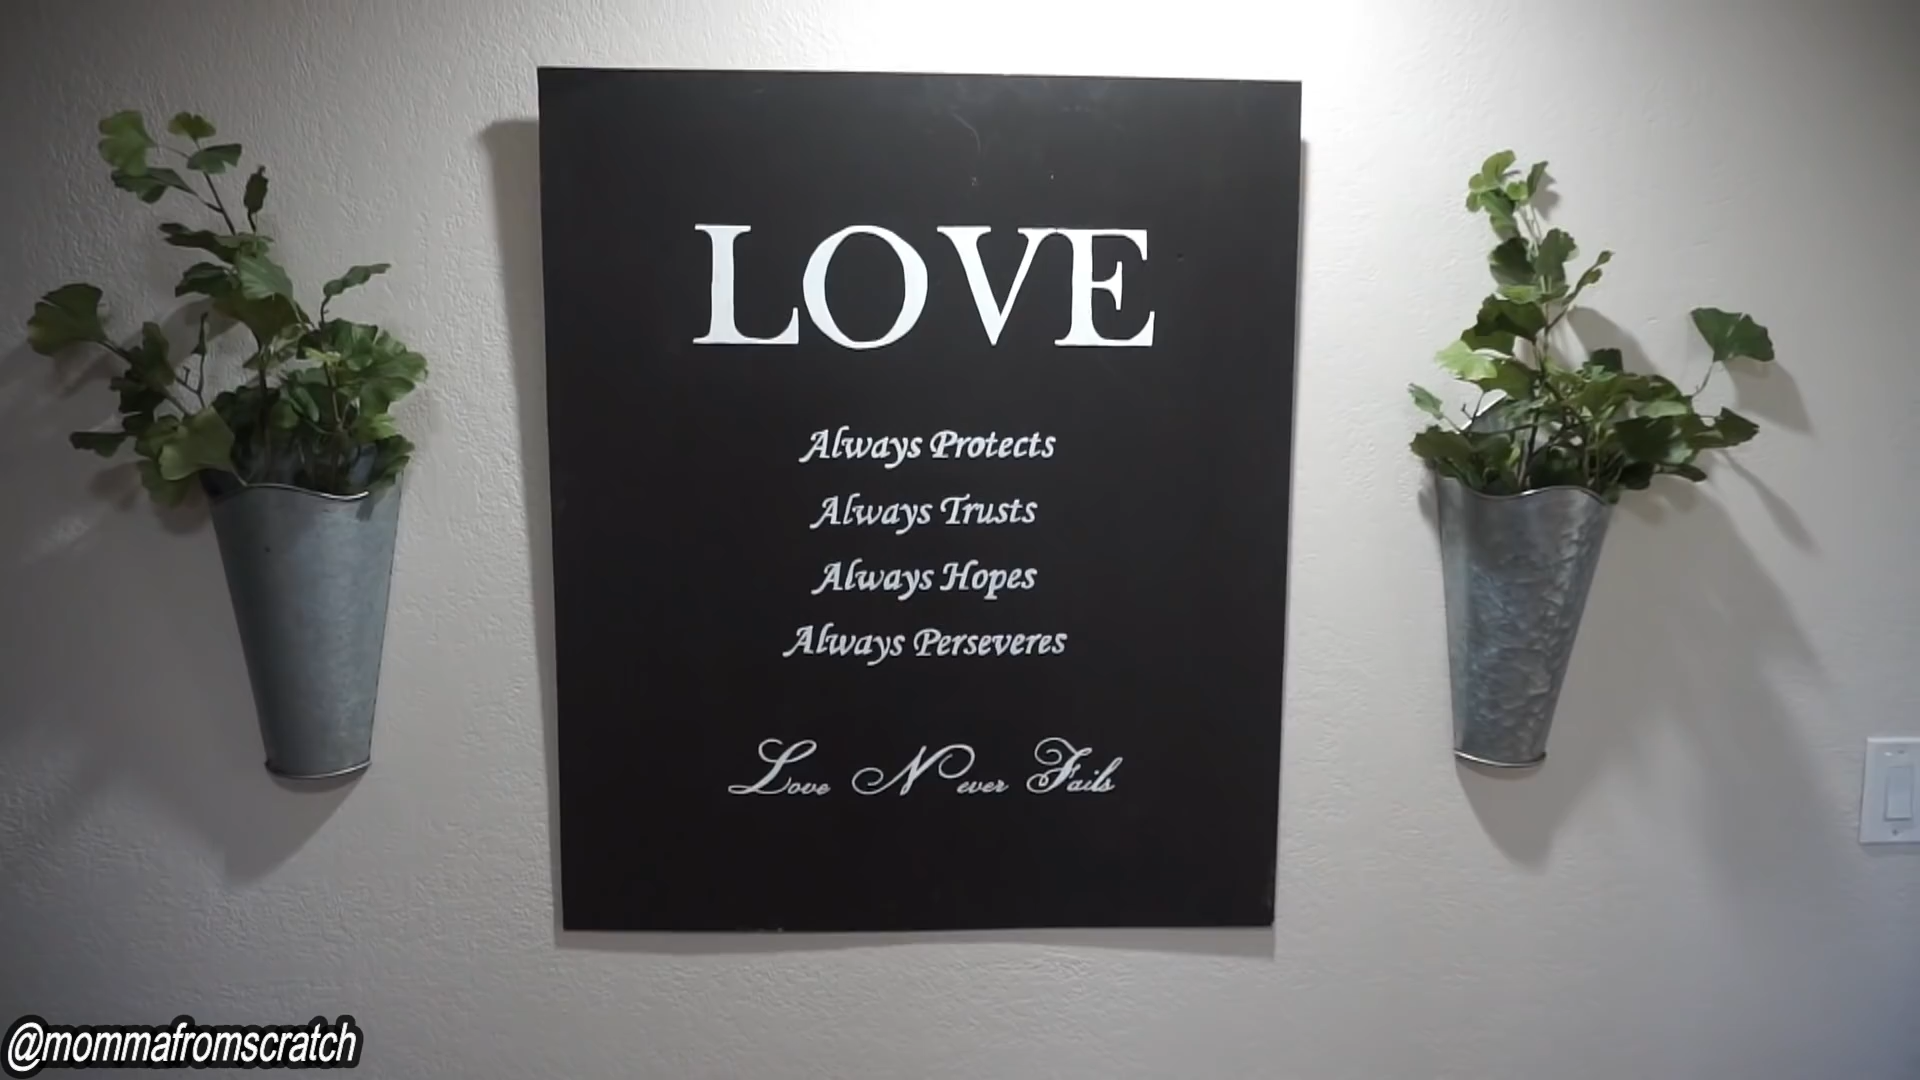 LOVE
Always Protects
Always Trusts
Always Hopes
Always Perseveres
Love Never Fails
@mommafromscratch